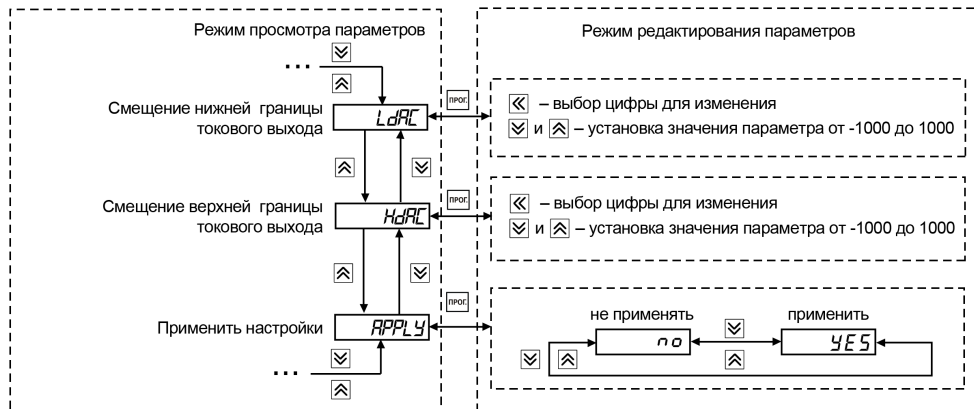 Режим просмотра параметров
Режим редактирования параметров
...
Смещение нижней границы
токового выхода
LdAC
ПРОГ.
– выбор цифры для изменения
и – установка значения параметра от -1000 до 1000
Смещение верхней границы
токового выхода
HdAC
ПРОГ.
– выбор цифры для изменения
и – установка значения параметра от -1000 до 1000
Применить настройки
APPLY
ПРОГ.
не применять
применить
no
YES
...